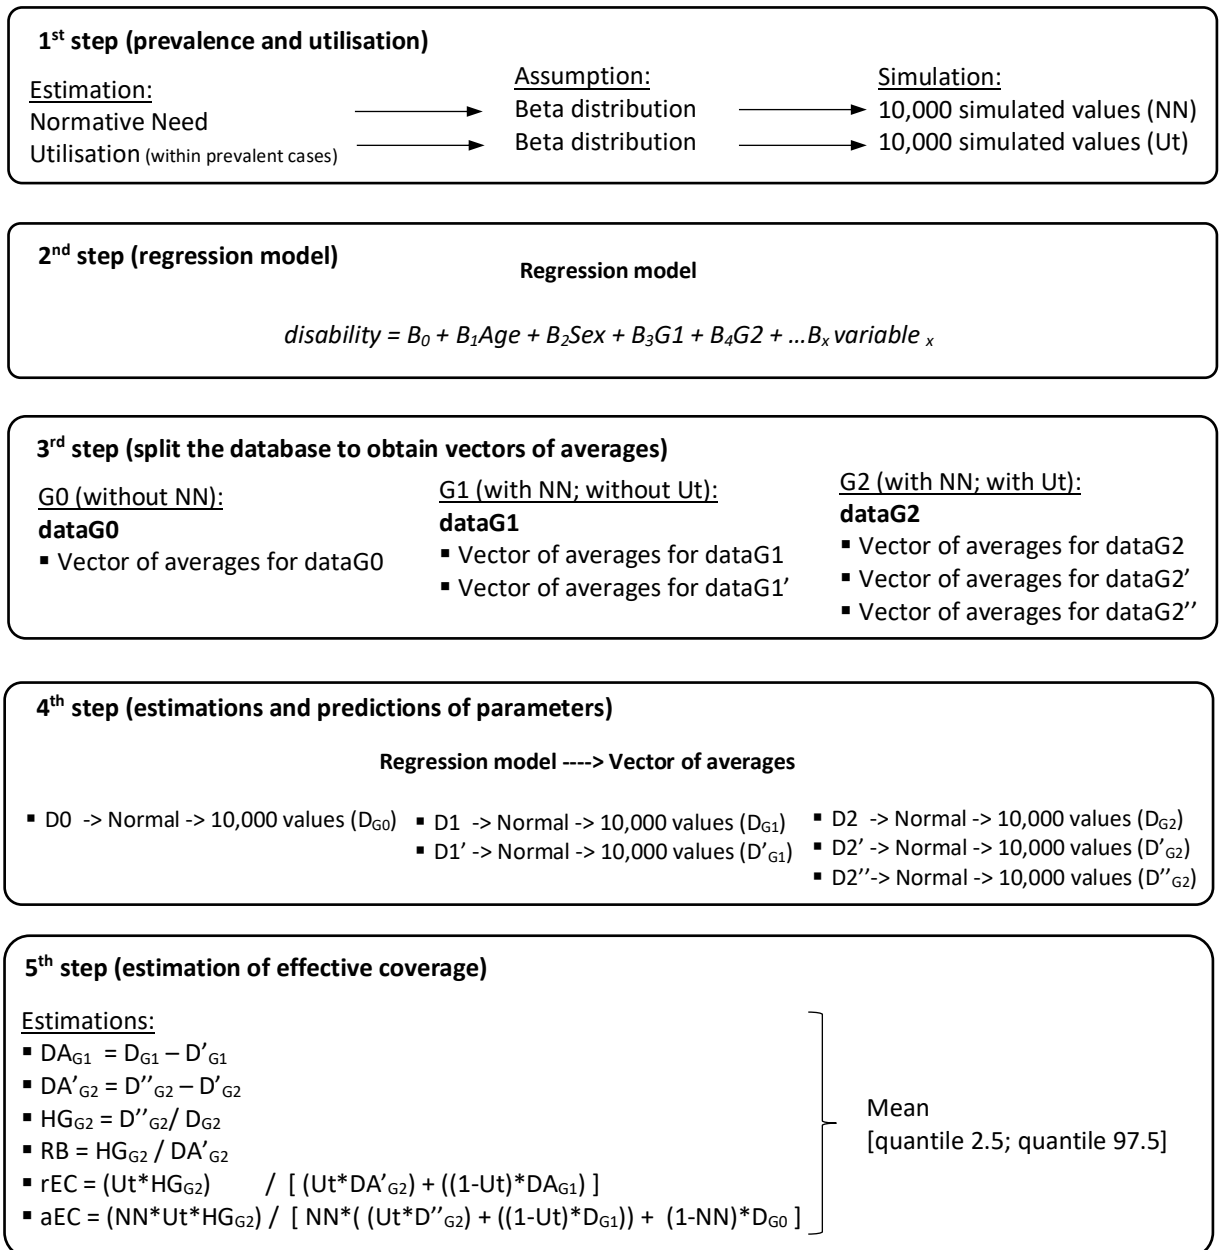 1st step (prevalence and utilisation)
Estimation:
Normative Need
Utilisation (within prevalent cases)
Assumption:
Beta distribution
Beta distribution
Simulation:
10,000 simulated values (NN)
10,000 simulated values (Ut)
2nd step (regression model)
Regression model
disability = B0 + B1Age + B2Sex + B3G1 + B4G2 + ...Bx variable x
3rd step (split the database to obtain vectors of averages)
G0 (without NN):
dataG0
▪ Vector of averages for dataG0
G1 (with NN; without Ut):
dataG1
▪ Vector of averages for dataG1
▪ Vector of averages for dataG1’
G2 (with NN; with Ut):
dataG2
▪ Vector of averages for dataG2
▪ Vector of averages for dataG2'
▪ Vector of averages for dataG2''
4th step (estimations and predictions of parameters)
Regression model ----> Vector of averages
▪ D0 -> Normal -> 10,000 values (DG0)
▪ D1 -> Normal -> 10,000 values (DG1)
▪ D1' -> Normal -> 10,000 values (D’G1)
▪ D2 -> Normal -> 10,000 values (DG2)
▪ D2' -> Normal -> 10,000 values (D’G2)
▪ D2''-> Normal -> 10,000 values (D’’G2)
5th step (estimation of effective coverage)
Estimations:
▪ DAG1 = DG1 – D’G1
▪ DA’G2 = D’’G2 – D’G2
▪ HGG2 = D’’G2/ DG2
▪ RB = HGG2 / DA’G2
▪ rEC = (Ut*HGG2) / [ (Ut*DA’G2) + ((1-Ut)*DAG1) ]
▪ aEC = (NN*Ut*HGG2) / [ NN*( (Ut*D’’G2) + ((1-Ut)*DG1)) + (1-NN)*DG0 ]
Mean
[quantile 2.5; quantile 97.5]